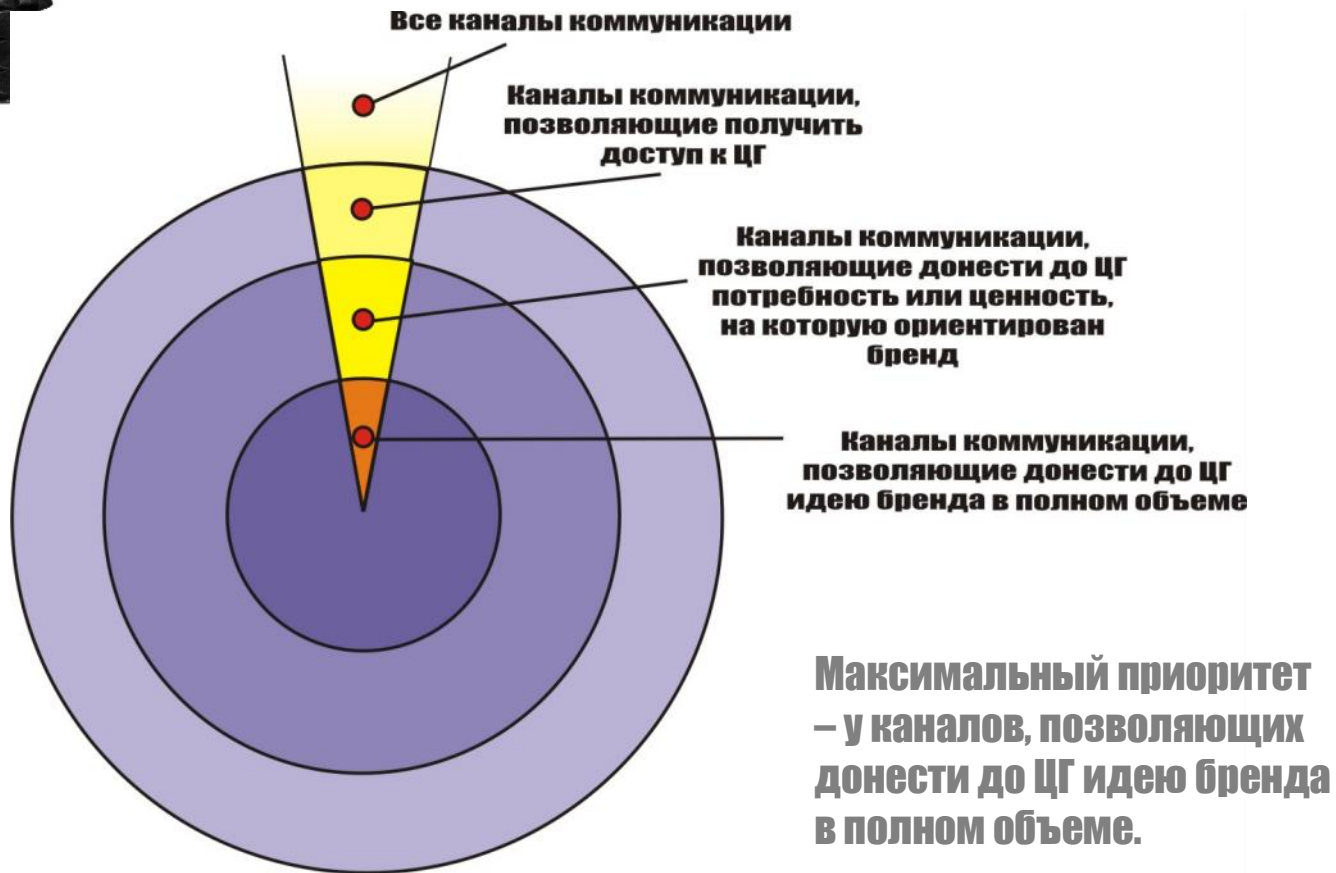 Все каналы коммуникации
Каналы коммуникации,
позволяющие получить
доступ к ЦГ
Каналы коммуникации,
позволяющие донести до ЦГ
потребность или ценность,
на которую ориентирован
бренд
Каналы коммуникации,
позволяющие донести до ЦГ
идею бренда в полном объеме
Максимальный приоритет
– у каналов, позволяющих
донести до ЦГ идею бренда
в полном объеме.